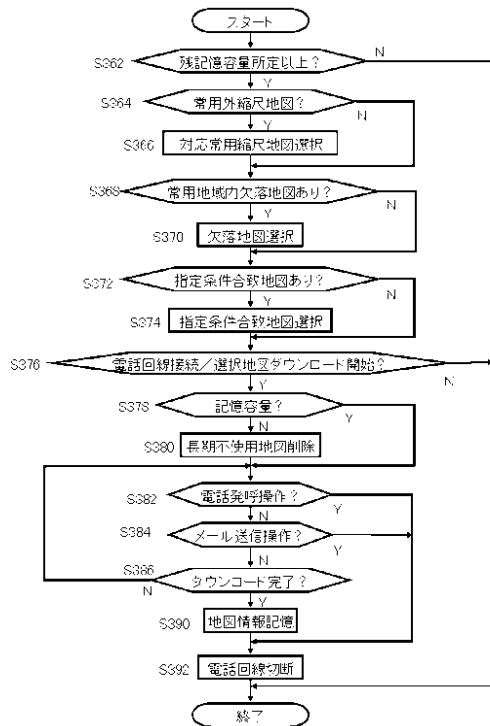 スタート
S362
残記憶容量所定以上？
N
Y
S364
常用外縮尺地図？
N
Y
S366
対応常用縮尺地図選択
S368
常用地域内欠落地図あり？
N
Y
S370
欠落地図選択
S372
指定条件合致地図あり？
N
Y
S374
指定条件合致地図選択
S376
電話回線接続／選択地図ダウンロード開始？
N
Y
S378
記憶容量？
Y
N
S380
長期不使用地図削除
S382
電話発呼操作？
Y
N
S384
メール送信操作？
Y
N
S386
ダウンロード完了？
N
Y
S390
地図情報記憶
S392
電話回線切断
終了